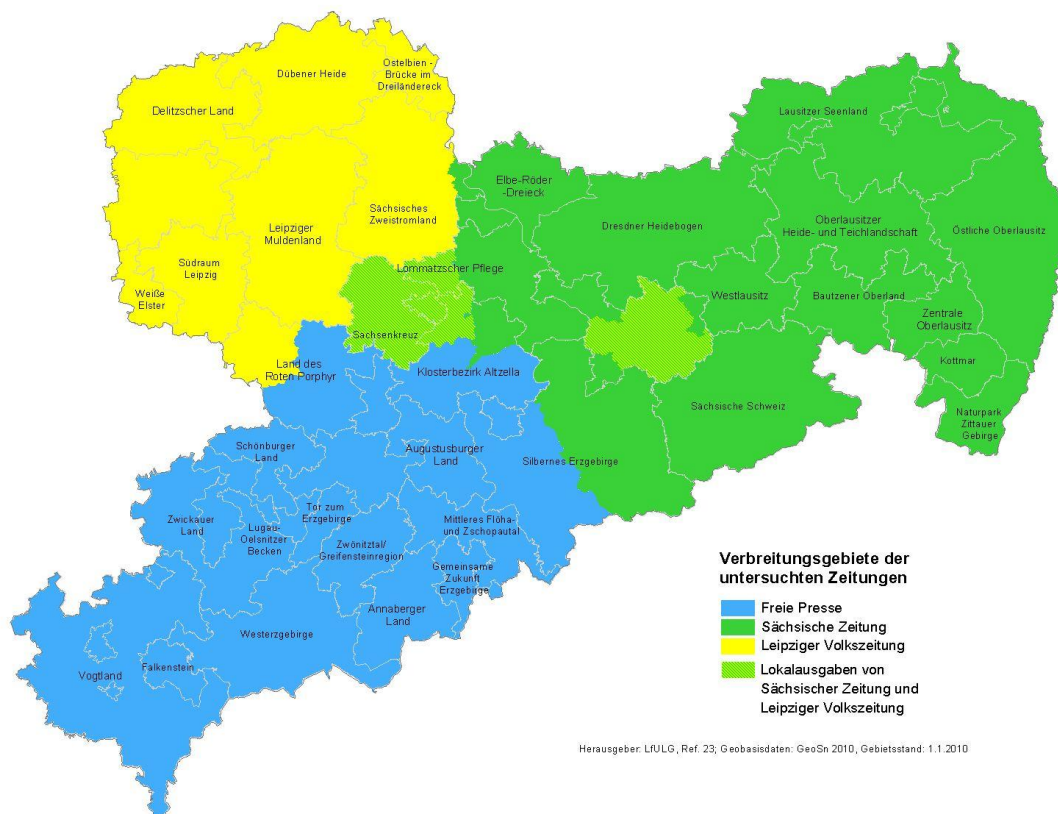 Ostelbien -
Brücke im
Dreiländereck
Dübener Heide
Delitzscher Land
Lausitzer Seenland
Elbe-Röder
-Dreieck
Sächsisches
Zweistromland
Leipziger
Muldenland
Dresdner Heidebogen
Oberlausitzer
Heide- und Teichlandschaft
Östliche Oberlausitz
Südraum
Leipzig
Lommatzscher Pflege
Weiße
Elster
Westlausitz
Bautzener Oberland
Zentrale
Oberlausitz
Sachsenkreuz
Kottmar
Land des
Roten Porphyr
Klosterbezirk Altzella
Sächsische Schweiz
Naturpark
Zittauer
Gebirge
Schönburger
Land
Augustusburger
Land
Silbernes Erzgebirge
Zwickauer
Land
Lugau-
Oelsnitzer
Becken
Tor zum
Erzgebirge
Mittleres Flöha-
und Zschopautal
Zwönitztal/
Greifensteinregion
Gemeinsame
Zukunft
Erzgebirge
Annaberger
Land
Westerzgebirge
Vogtland
Falkenstein
Verbreitungsgebiete der
untersuchten Zeitungen
Freie Presse
Sächsische Zeitung
Leipziger Volkszeitung
Lokalausgaben von
Sächsischer Zeitung und
Leipziger Volkszeitung
Herausgeber: LfULG, Ref. 23; Geobasisdaten: GeoSn 2010, Gebietsstand: 1.1.2010